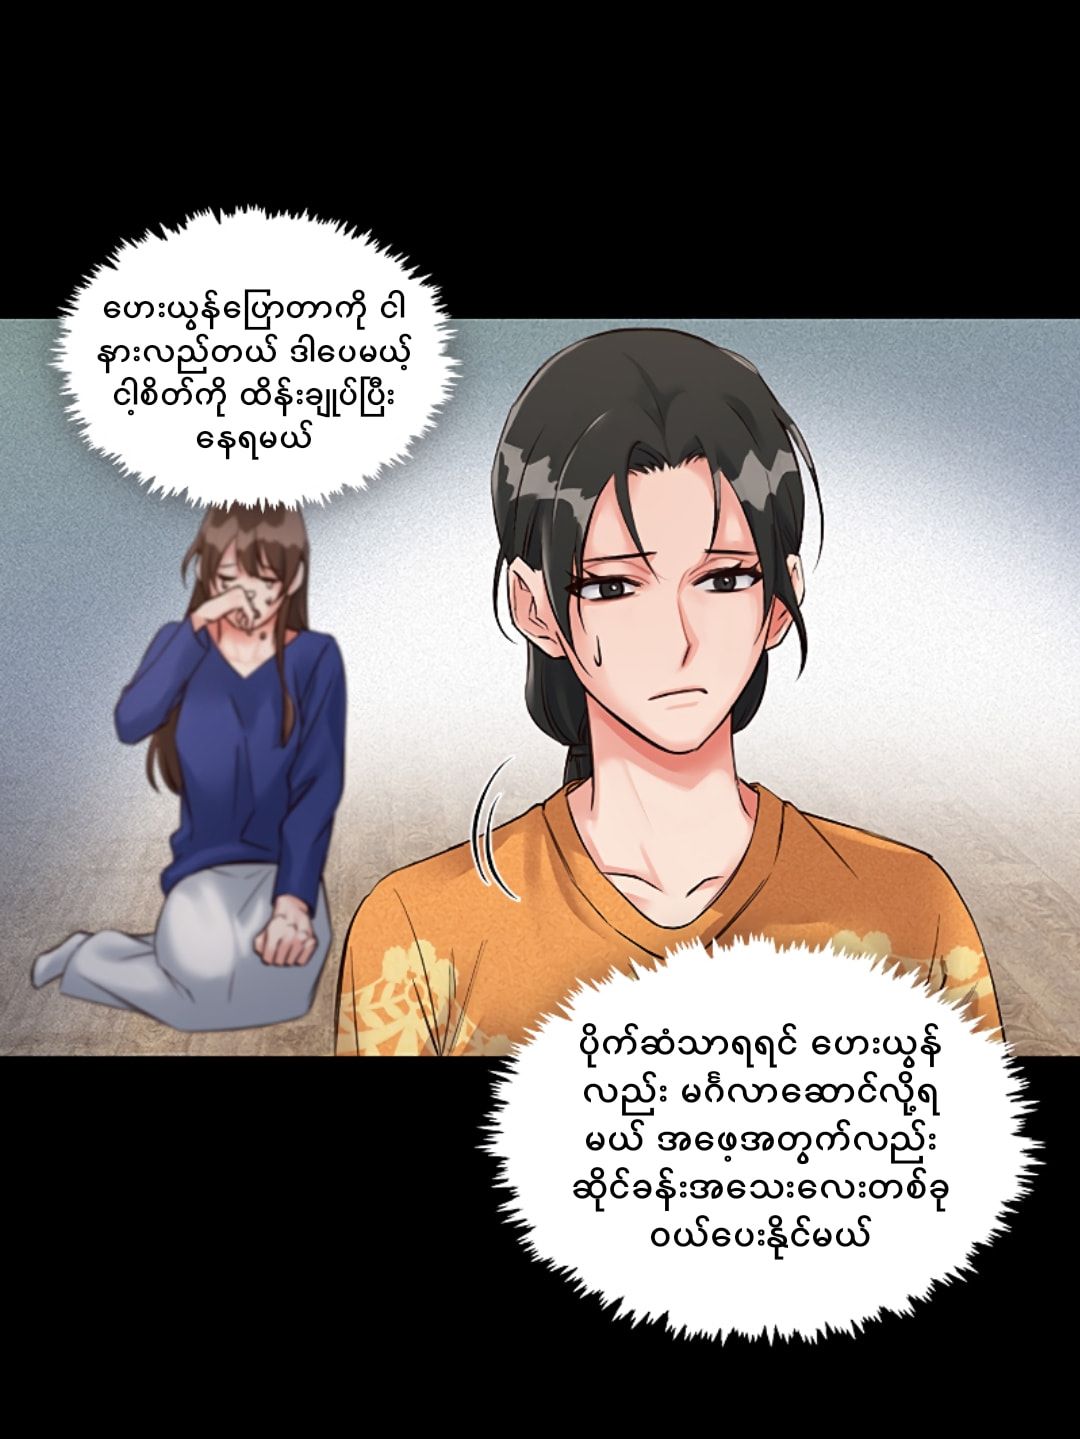 ဟေးယွန်ပြောတာကို ငါ
နားလည်တယ် ဒါပေမယ့်
ငါ့စိတ်ကို ထိန်းချုပ်ပြီး
နေရမယ်
ပိုက်ဆံသာရရင် ဟေးယွန်
လည်း မင်္ဂလာဆောင်လို့ရ
မယ် အဖေ့အတွက်လည်း
ဆိုင်ခန်းအသေးလေးတစ်ခု
ဝယ်ပေးနိုင်မယ်